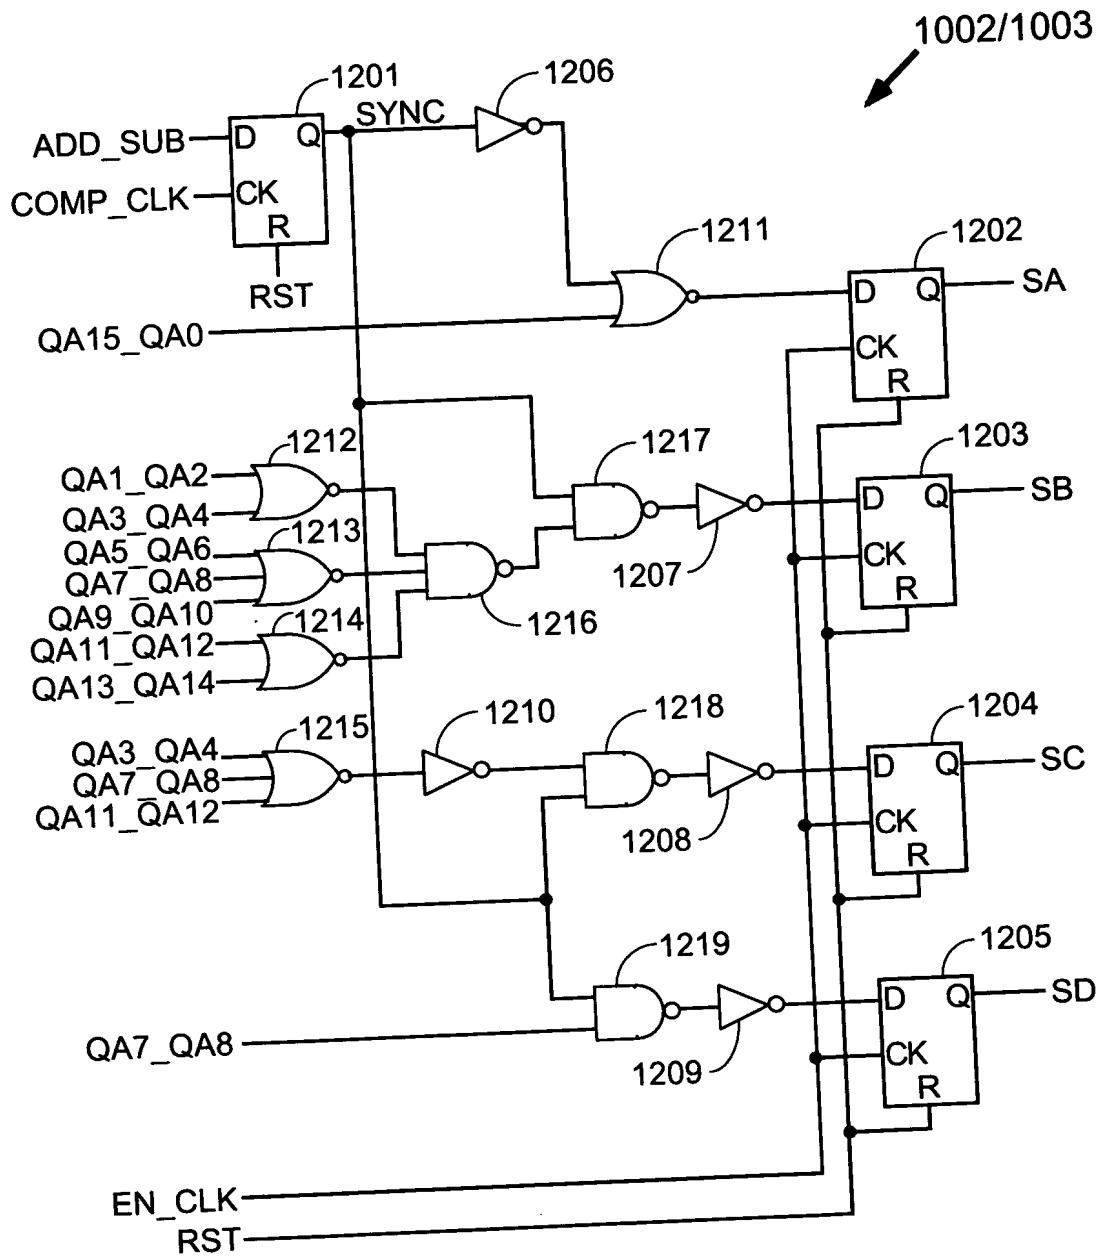 1002/1003
1201
1206
SYNC
ADD_SUB
D
Q
COMP_CLK
CK
R
RST
1211
1202
D
Q
SA
QA15_QA0
CK
R
1212
1217
1203
QA1_QA2
D
Q
SB
QA3_QA4
1213
QA5_QA6
CK
QA7_QA8
1207
R
QA9_QA10
1214
1216
QA11_QA12
QA13_QA14
1210
1218
1204
1215
QA3_QA4
D
Q
SC
QA7_QA8
QA11_QA12
CK
1208
R
1219
1205
D
Q
SD
QA7_QA8
CK
1209
R
EN_CLK
RST